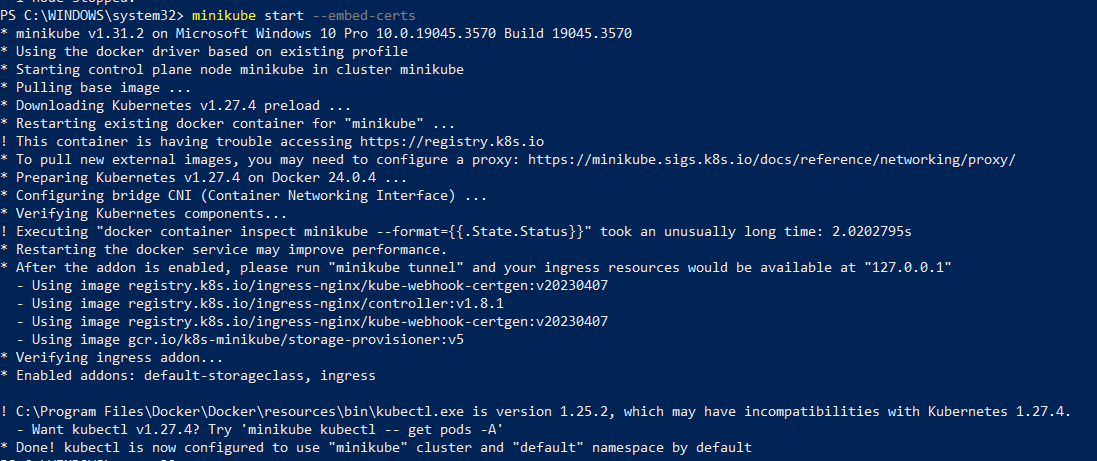 PS C:\WINDOWS\system32> minikube start --embed-certs
* minikube v1.31.2 on Microsoft Windows 10 Pro 10.0.19045.3570 Build 19045.3570
* Using the docker driver based on existing profile
* Starting control plane node minikube in cluster minikube
* Pulling base image ...
* Downloading Kubernetes v1.27.4 preload ...
* Restarting existing docker container for "minikube" ...
! This container is having trouble accessing https://registry.k8s.io
* To pull new external images, you may need to configure a proxy: https://minikube.sigs.k8s.io/docs/reference/networking/proxy/
* Preparing Kubernetes v1.27.4 on Docker 24.0.4 ...
* Configuring bridge CNI (Container Networking Interface) ...
* Verifying Kubernetes components...
! Executing "docker container inspect minikube --format={{.State.Status}}" took an unusually long time: 2.0202795s
* Restarting the docker service may improve performance.
* After the addon is enabled, please run "minikube tunnel" and your ingress resources would be available at "127.0.0.1"
  - Using image registry.k8s.io/ingress-nginx/kube-webhook-certgen:v20230407
  - Using image registry.k8s.io/ingress-nginx/controller:v1.8.1
  - Using image registry.k8s.io/ingress-nginx/kube-webhook-certgen:v20230407
  - Using image gcr.io/k8s-minikube/storage-provisioner:v5
* Verifying ingress addon...
* Enabled addons: default-storageclass, ingress
! C:\Program Files\Docker\Docker\resources\bin\kubectl.exe is version 1.25.2, which may have incompatibilities with Kubernetes 1.27.4.
  - Want kubectl v1.27.4? Try 'minikube kubectl -- get pods -A'
* Done! kubectl is now configured to use "minikube" cluster and "default" namespace by default